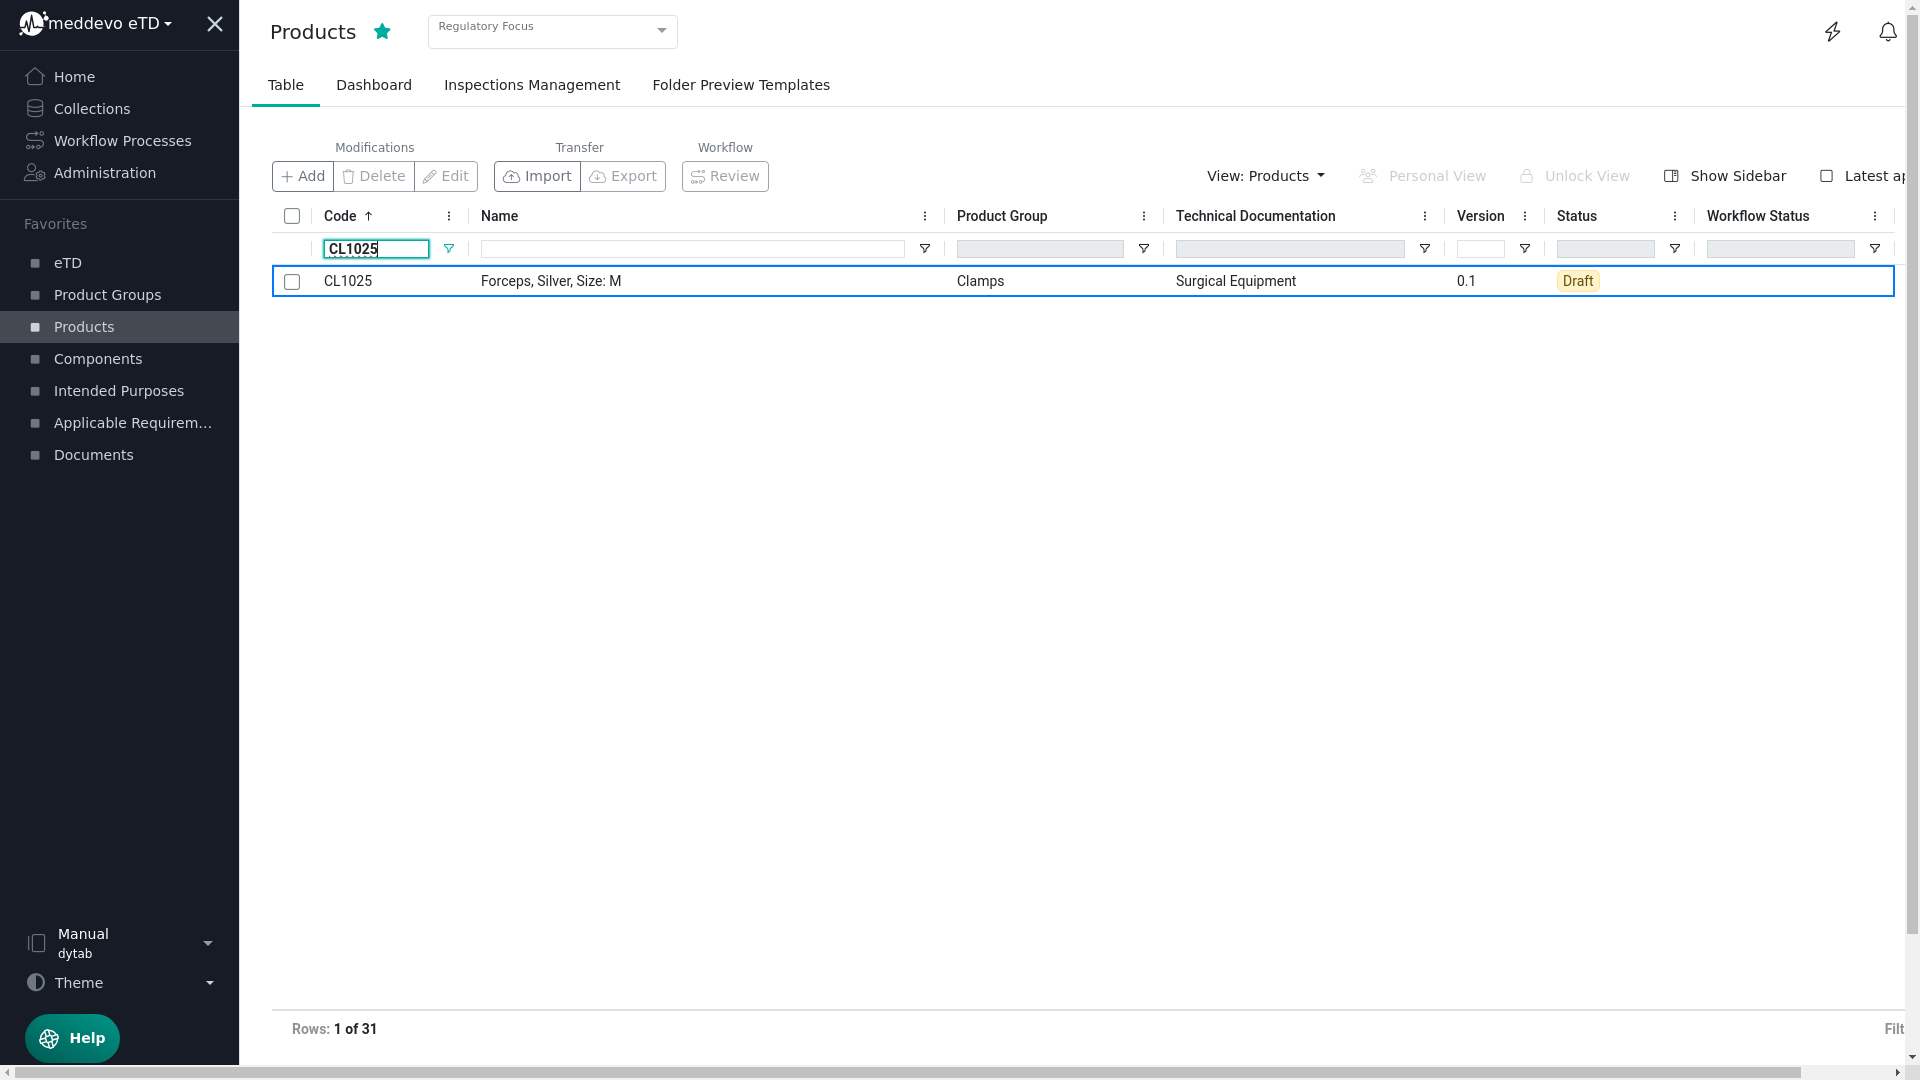 meddevo eTD
Home
Collections
Workflow Processes
Administration
Favorites
eTD
Product Groups
Products
Components
Intended Purposes
Applicable Requirem...
Documents
Manual
dytab
Theme
Help
Products
Regulatory Focus
Table Dashboard Inspections Management Folder Preview Templates
Modifications Transfer Workflow
Add Delete Edit Import Export Review View: Products Personal View Unlock View Show Sidebar Latest ap
Code Name Product Group Technical Documentation Version Status Workflow Status
CL1025
CL1025 Forceps, Silver, Size: M Clamps Surgical Equipment 0.1 Draft
Rows: 1 of 31 Filt